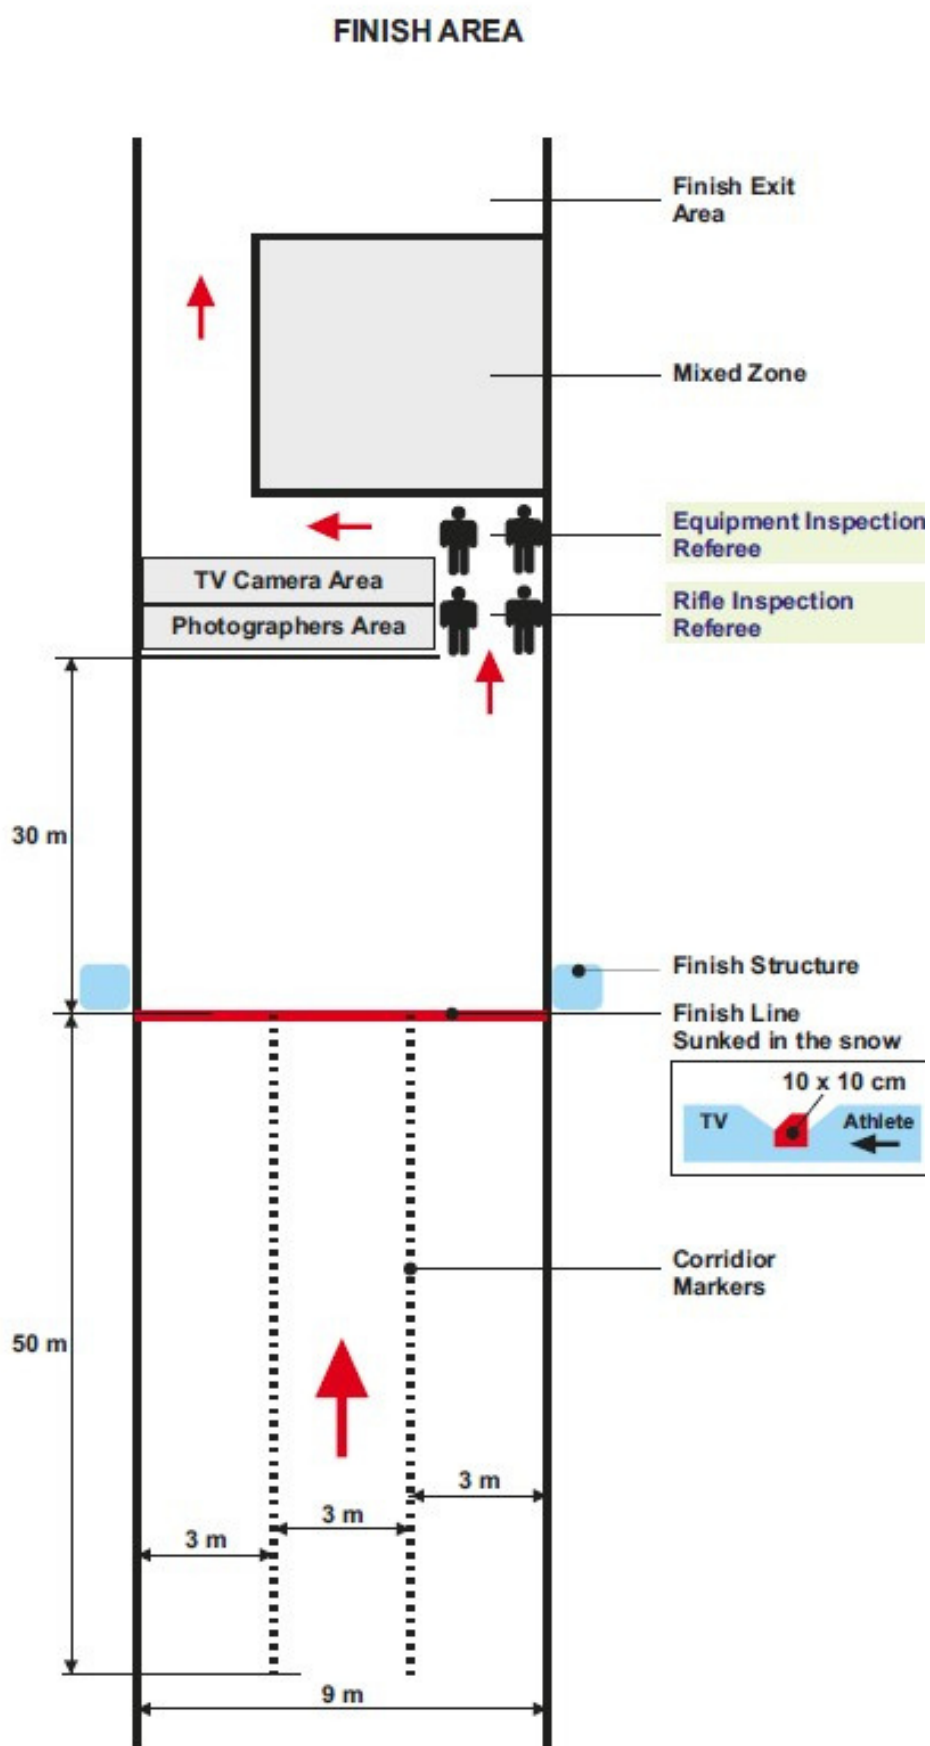 FINISH AREA
Finish Exit
Area
Mixed Zone
Equipment Inspection
Referee
TV Camera Area
Rifle Inspection
Referee
Photographers Area
30 m
Finish Structure
Finish Line
Sunked in the snow
10 x 10 cm
TV
Athlete
Corridior
Markers
50 m
3 m
3 m
3 m
9 m